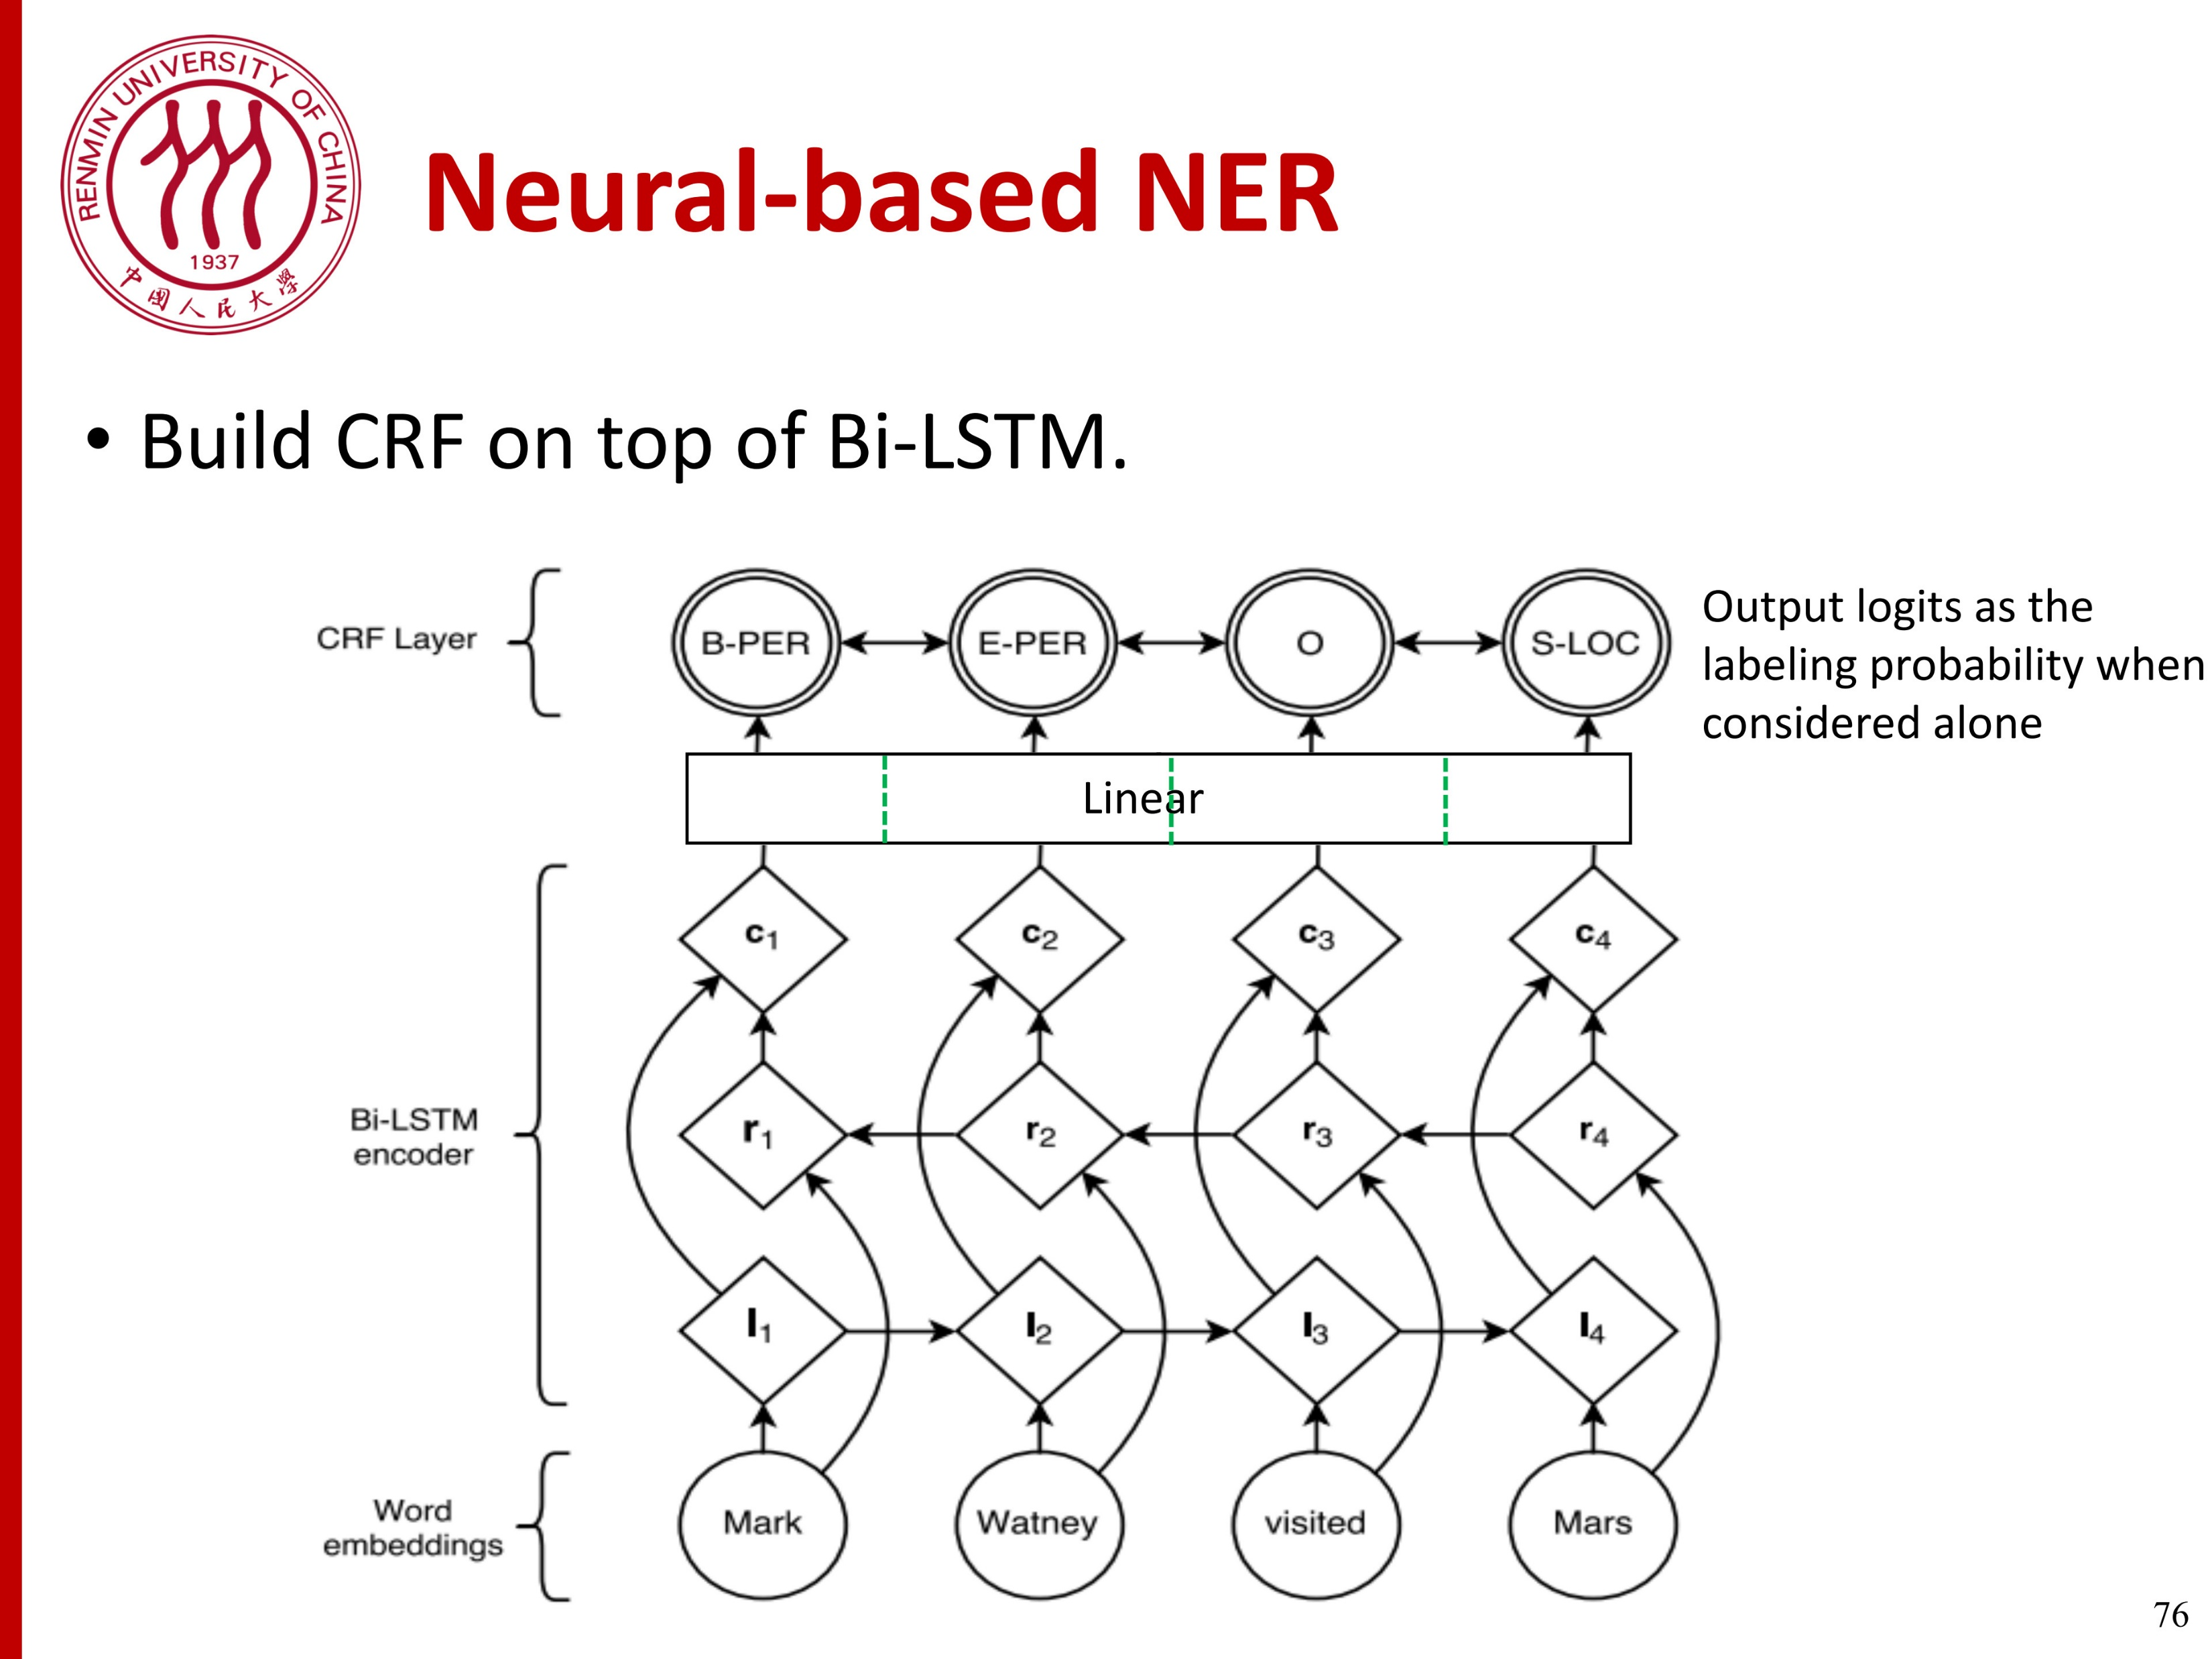 RENMIN UNIVERSITY OF CHINA
1937
中國人民大學
Neural-based NER
• Build CRF on top of Bi-LSTM.
CRF Layer
B-PER
E-PER
O
S-LOC
Output logits as the
labeling probability when
considered alone
Linear
c1
c2
c3
c4
Bi-LSTM
encoder
r1
r2
r3
r4
l1
l2
l3
l4
Word
embeddings
Mark
Watney
visited
Mars
76